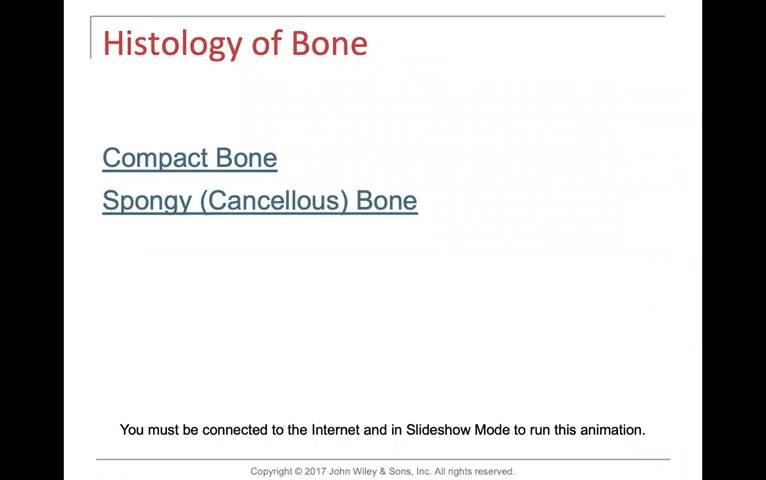 Histology of Bone
Compact Bone
Spongy (Cancellous) Bone
You must be connected to the Internet and in Slideshow Mode to run this animation.
Copyright © 2017 John Wiley & Sons, Inc. All rights reserved.